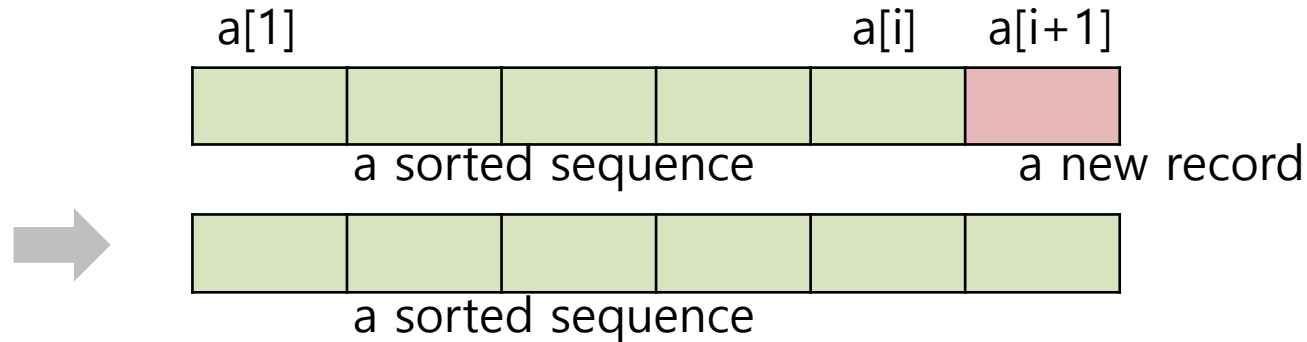 a[1] a[i] a[i+1]
a sorted sequence a new record
a sorted sequence